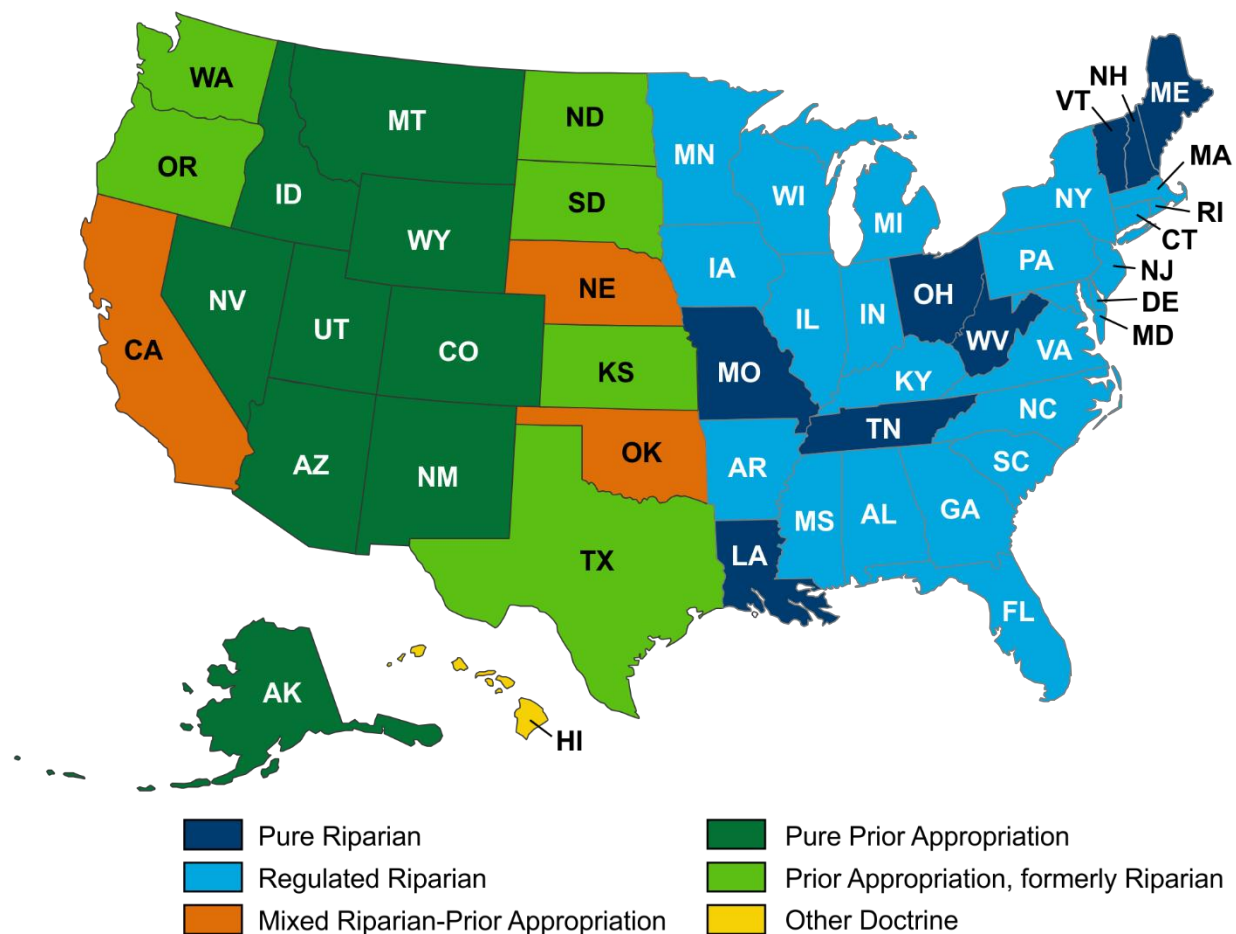 WA
MT
ND
MN
VT
NH
ME
OR
ID
SD
WI
MI
NY
MA
RI
CT
WY
IA
PA
NJ
NV
NE
OH
DE
UT
CO
IL
IN
WV
MD
CA
KS
MO
KY
VA
AZ
NM
OK
AR
TN
NC
SC
TX
LA
MS
AL
GA
FL
AK
HI
Pure Riparian
Regulated Riparian
Mixed Riparian-Prior Appropriation
Pure Prior Appropriation
Prior Appropriation, formerly Riparian
Other Doctrine